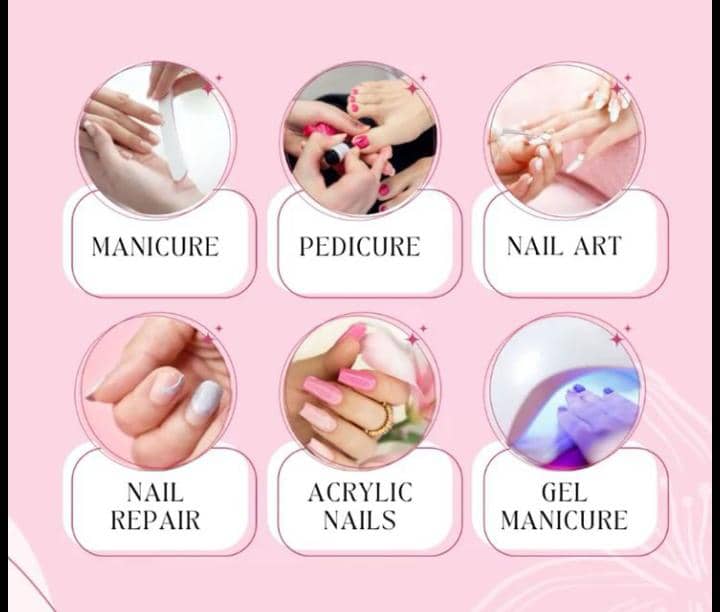 MANICURE
PEDICURE
NAIL ART
NAIL
REPAIR
ACRYLIC
NAILS
GEL
MANICURE